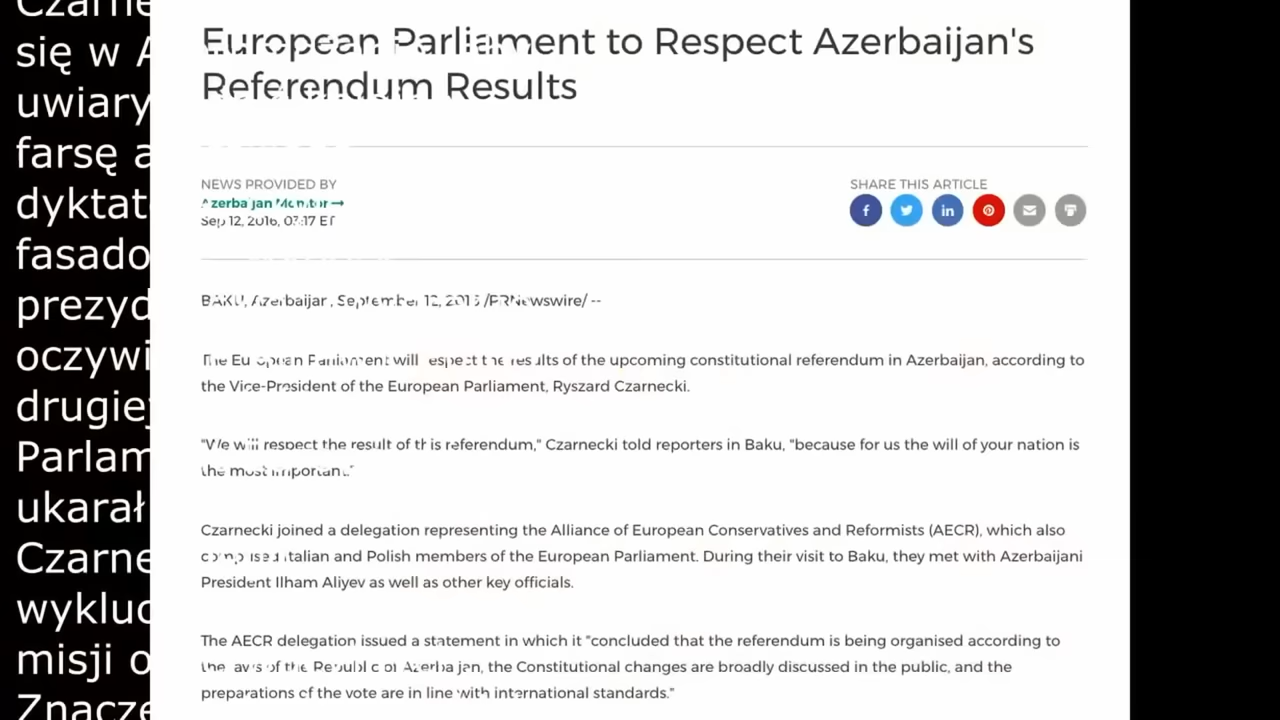 Czarne
się w A
uwiary
farsę a
dyktat
fasado
prezyd
oczywi
drugiej
Parlam
ukarał
Czarne
wykluc
misji o
Znacze
European Parliament to Respect Azerbaijan's
Referendum Results
NEWS PROVIDED BY
Azerbaijan Monitor →
Sep 12, 2016, 07:17 ET
SHARE THIS ARTICLE
BAKU, Azerbaijan, September 12, 2016 /PRNewswire/ --
The European Parliament will respect the results of the upcoming constitutional referendum in Azerbaijan, according to
the Vice-President of the European Parliament, Ryszard Czarnecki.
"We will respect the result of this referendum," Czarnecki told reporters in Baku, "because for us the will of your nation is
the most important."
Czarnecki joined a delegation representing the Alliance of European Conservatives and Reformists (AECR), which also
comprised Italian and Polish members of the European Parliament. During their visit to Baku, they met with Azerbaijani
President Ilham Aliyev as well as other key officials.
The AECR delegation issued a statement in which it "concluded that the referendum is being organised according to
the laws of the Republic of Azerbaijan, the Constitutional changes are broadly discussed in the public, and the
preparations of the vote are in line with international standards."